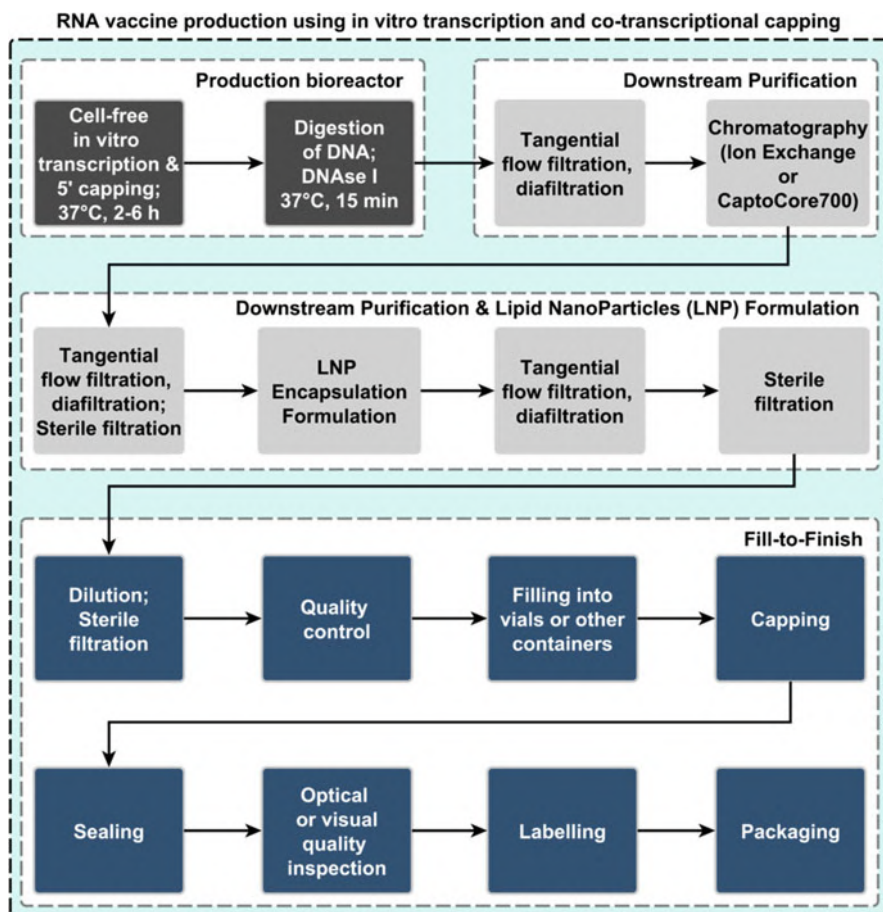 RNA vaccine production using in vitro transcription and co-transcriptional capping
Production bioreactor
Cell-free
in vitro
transcription &
5' capping;
37°C, 2-6 h
Digestion
of DNA;
DNAse I
37°C, 15 min
Downstream Purification
Tangential
flow filtration,
diafiltration
Chromatography
(Ion Exchange
or
CaptoCore700)
Downstream Purification & Lipid NanoParticles (LNP) Formulation
Tangential
flow filtration,
diafiltration;
Sterile filtration
LNP
Encapsulation
Formulation
Tangential
flow filtration,
diafiltration
Sterile
filtration
Fill-to-Finish
Dilution;
Sterile
filtration
Quality
control
Filling into
vials or other
containers
Capping
Sealing
Optical
or visual
quality
inspection
Labelling
Packaging